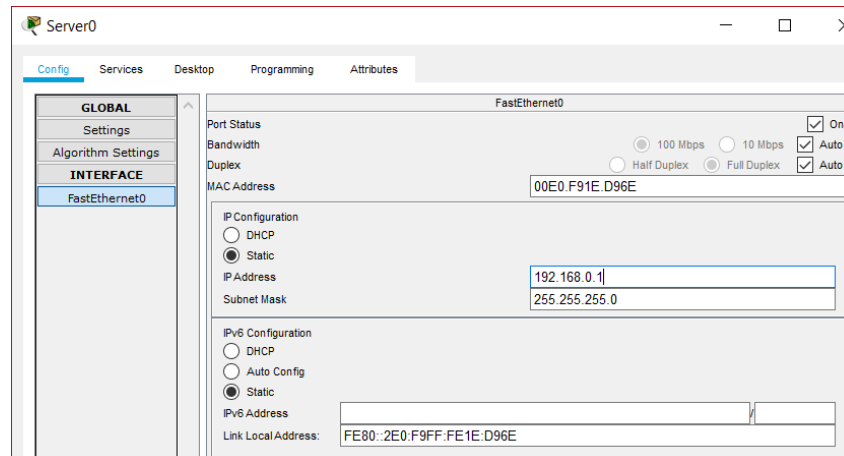 Server0
Config Services Desktop Programming Attributes
GLOBAL
Settings
Algorithm Settings
INTERFACE
FastEthernet0
FastEthernet0
Port Status On
Bandwidth 100 Mbps 10 Mbps Auto
Duplex Half Duplex Full Duplex Auto
MAC Address 00E0.F91E.D96E
IP Configuration
DHCP
Static
IP Address 192.168.0.1
Subnet Mask 255.255.255.0
IPv6 Configuration
DHCP
Auto Config
Static
IPv6 Address /
Link Local Address: FE80::2E0:F9FF:FE1E:D96E